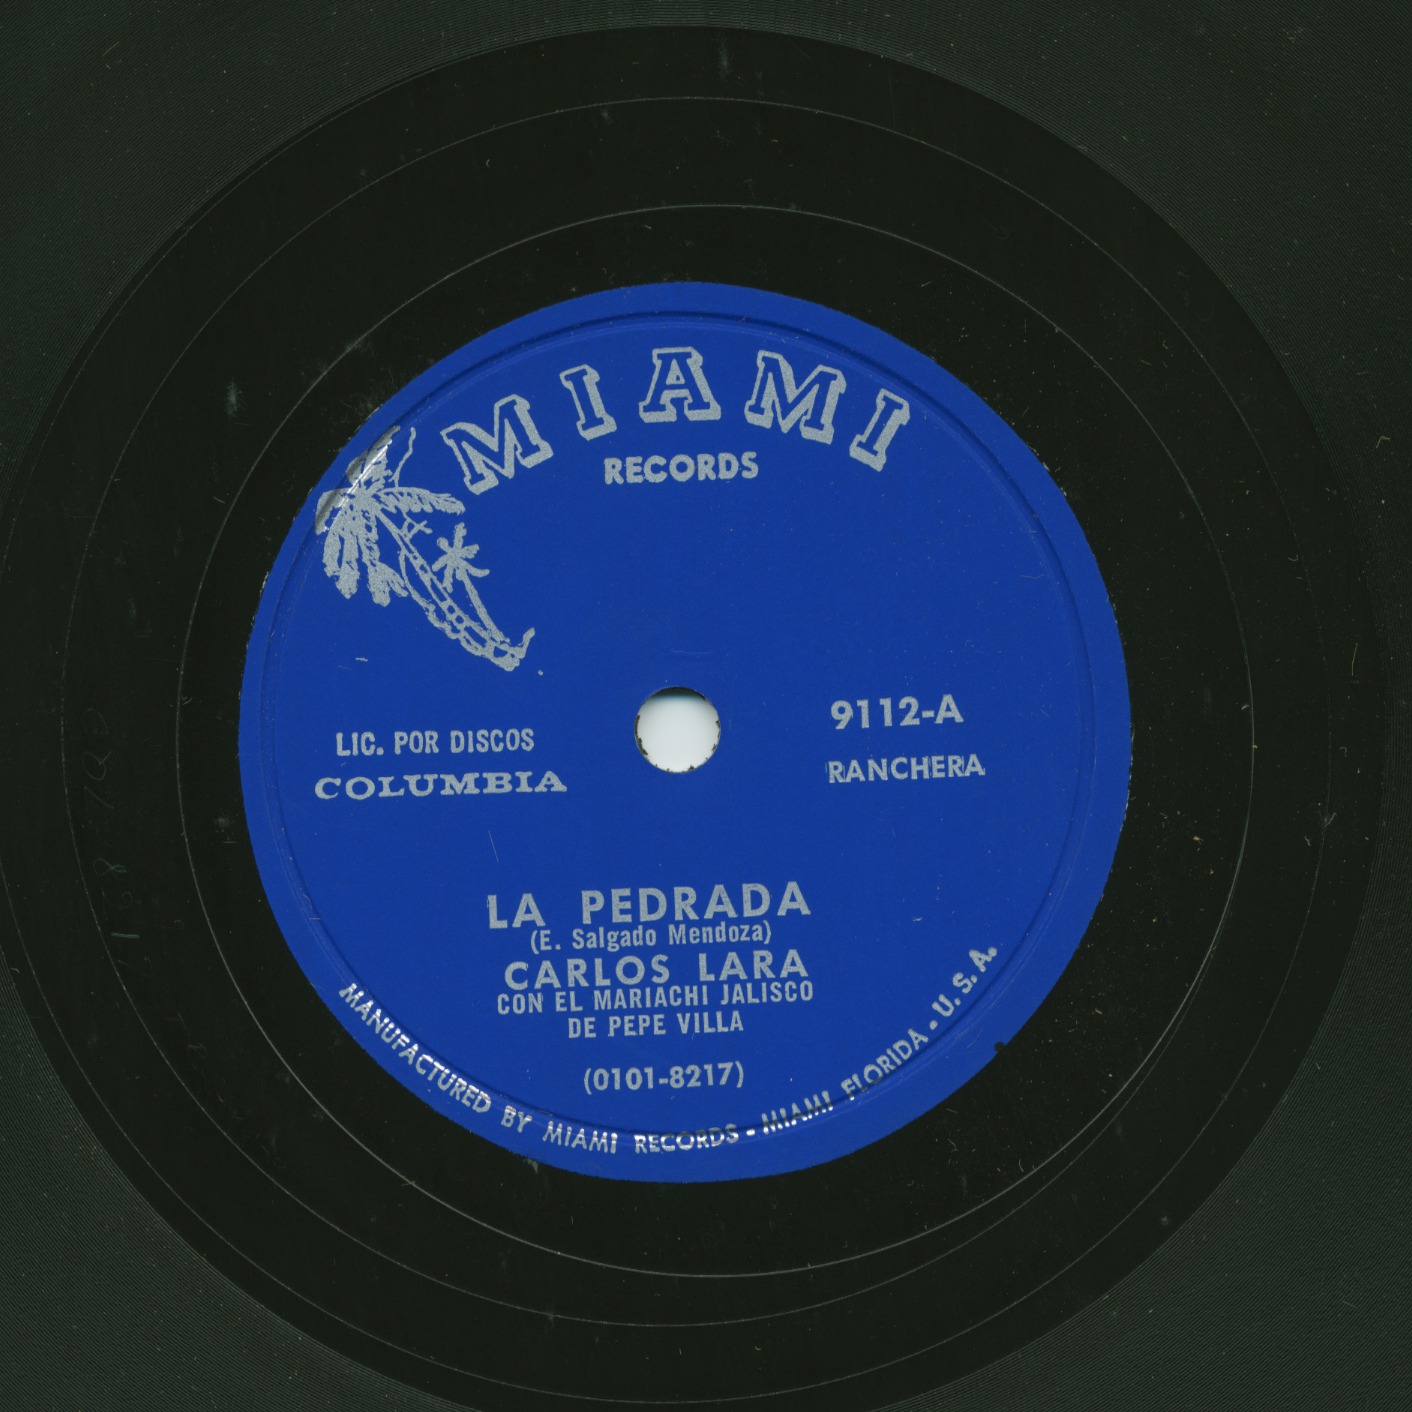 MIAMI
RECORDS
LIC. POR DISCOS
COLUMBIA
9112-A
RANCHERA
LA PEDRADA
(E. Salgado Mendoza)
CARLOS LARA
CON EL MARIACHI JALISCO
DE PEPE VILLA
(0101-8217)
MANUFACTURED BY MIAMI RECORDS • MIAMI FLORIDA • U. S. A.